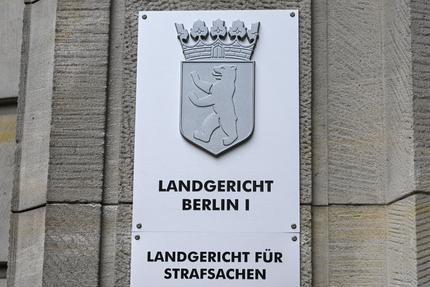 LANDGERICHT
BERLIN I
LANDGERICHT FÜR
STRAFSACHEN